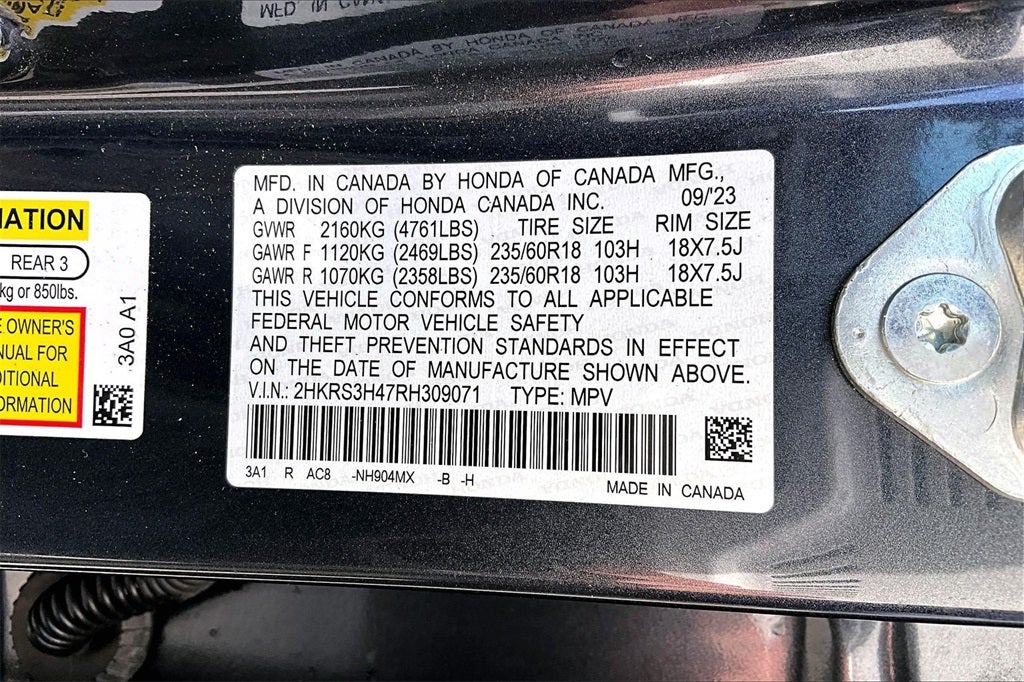 MFD. IN CANADA BY HONDA OF CANADA MFG.,
A DIVISION OF HONDA CANADA INC. 09/'23
GVWR 2160KG (4761LBS) TIRE SIZE RIM SIZE
GAWR F 1120KG (2469LBS) 235/60R18 103H 18X7.5J
GAWR R 1070KG (2358LBS) 235/60R18 103H 18X7.5J
THIS VEHICLE CONFORMS TO ALL APPLICABLE
FEDERAL MOTOR VEHICLE SAFETY
AND THEFT PREVENTION STANDARDS IN EFFECT
ON THE DATE OF MANUFACTURE SHOWN ABOVE.
V.I.N.: 2HKRS3H47RH309071 TYPE: MPV
3A1 R AC8 -NH904MX -B -H
MADE IN CANADA
REAR 3
kg or 850lbs.
OWNER'S
FOR
3A0 A1